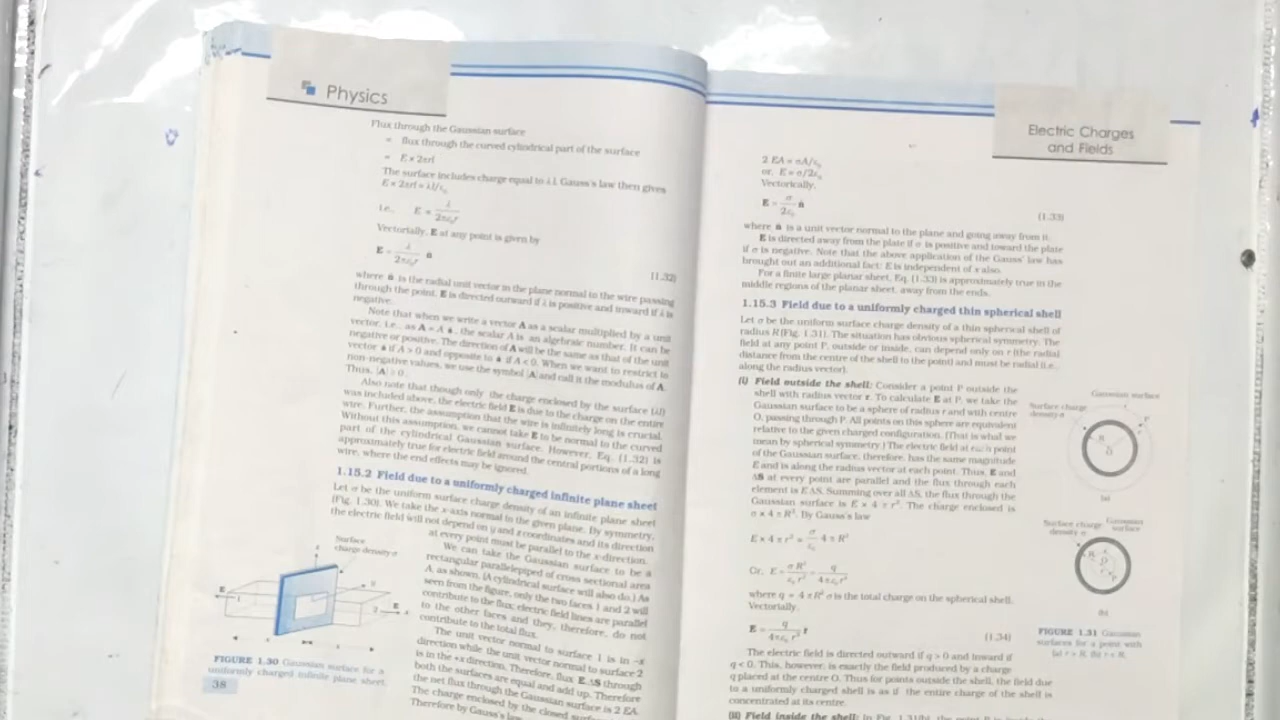 Physics
Flux through the Gaussian surface
= flux through the curved cylindrical part of the surface
= E × 2πrl
The surface includes charge equal to λl. Gauss's law then gives
E × 2πrl = λl/ε₀
i.e., E = λ/2πε₀r
Vectorially, E at any point is given by
E = λ/2πε₀r n̂
(1.32)
where n̂ is the radial unit vector in the plane normal to the wire passing
through the point. E is directed outward if λ is positive and inward if λ is
negative.
Note that when we write a vector A as a scalar multiplied by a unit
vector, i.e., as A = A â, the scalar A is an algebraic number. It can be
negative or positive. The direction of A will be the same as that of the unit
vector â if A > 0 and opposite to â if A < 0. When we want to restrict to
non-negative values, we use the symbol |A| and call it the modulus of A.
Thus, |A| ≥ 0.
Also note that though only the charge enclosed by the surface (λl)
was included above, the electric field E is due to the charge on the entire
wire. Further, the assumption that the wire is infinitely long is crucial.
Without this assumption, we cannot take E to be normal to the curved
part of the cylindrical Gaussian surface. However, Eq. (1.32) is
approximately true for electric field around the central portions of a long
wire, where the end effects may be ignored.
1.15.2 Field due to a uniformly charged infinite plane sheet
Let σ be the uniform surface charge density of an infinite plane sheet
(Fig. 1.30). We take the x-axis normal to the given plane. By symmetry,
the electric field will not depend on y and z coordinates and its direction
at every point must be parallel to the x-direction.
We can take the Gaussian surface to be a
rectangular parallelepiped of cross sectional area
A, as shown. (A cylindrical surface will also do.) As
seen from the figure, only the two faces 1 and 2 will
contribute to the flux; electric field lines are parallel
to the other faces and they, therefore, do not
contribute to the total flux.
The unit vector normal to surface 1 is in –x
direction while the unit vector normal to surface 2
is in the +x direction. Therefore, flux E.ΔS through
both the surfaces are equal and add up. Therefore
the net flux through the Gaussian surface is 2 EA.
The charge enclosed by the closed surface
Therefore by Gauss's law
Surface
charge density σ
E
1
2 E x
FIGURE 1.30 Gaussian surface for a
uniformly charged infinite plane sheet.
38
Electric Charges
and Fields
2 EA = σA/ε₀
or, E = σ/2ε₀
Vectorically,
E = σ/2ε₀ n̂
(1.33)
where n̂ is a unit vector normal to the plane and going away from it.
E is directed away from the plate if σ is positive and toward the plate
if σ is negative. Note that the above application of the Gauss' law has
brought out an additional fact: E is independent of x also.
For a finite large planar sheet, Eq. (1.33) is approximately true in the
middle regions of the planar sheet, away from the ends.
1.15.3 Field due to a uniformly charged thin spherical shell
Let σ be the uniform surface charge density of a thin spherical shell of
radius R (Fig. 1.31). The situation has obvious spherical symmetry. The
field at any point P, outside or inside, can depend only on r (the radial
distance from the centre of the shell to the point) and must be radial (i.e.,
along the radius vector).
(i) Field outside the shell: Consider a point P outside the
shell with radius vector r. To calculate E at P, we take the
Gaussian surface to be a sphere of radius r and with centre
O, passing through P. All points on this sphere are equivalent
relative to the given charged configuration. (That is what we
mean by spherical symmetry.) The electric field at each point
of the Gaussian surface, therefore, has the same magnitude
E and is along the radius vector at each point. Thus, E and
ΔS at every point are parallel and the flux through each
element is E ΔS. Summing over all ΔS, the flux through the
Gaussian surface is E × 4 π r². The charge enclosed is
σ × 4 π R². By Gauss's law
E × 4 π r² = σ/ε₀ 4 π R²
Or, E = σ R²/ε₀ r² = q/4πε₀ r²
where q = 4 π R² σ is the total charge on the spherical shell.
Vectorially,
E = q/4πε₀ r² r̂
(1.34)
The electric field is directed outward if q > 0 and inward if
q < 0. This, however, is exactly the field produced by a charge
q placed at the centre O. Thus for points outside the shell, the field due
to a uniformly charged shell is as if the entire charge of the shell is
concentrated at its centre.
(ii) Field inside the shell: In Fig. 1.31(b), the point P is inside the
Gaussian surface
Surface charge
density σ
(a)
Surface charge
density σ
Gaussian
surface
(b)
FIGURE 1.31 Gaussian
surfaces for a point with
(a) r > R, (b) r < R.